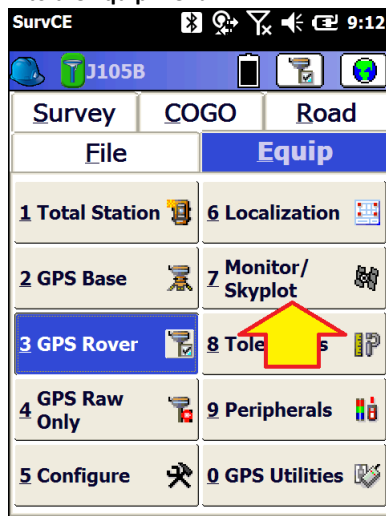 SurvCE 9:12
J105B
Survey COGO Road
File Equip
1 Total Station 6 Localization
2 GPS Base 7 Monitor/
Skyplot
3 GPS Rover 8 Tole s
4 GPS Raw
Only 9 Peripherals
5 Configure 0 GPS Utilities